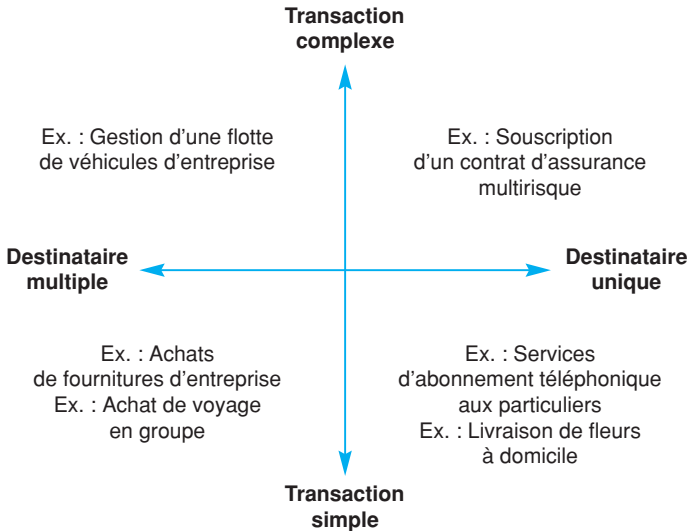 Transaction
complexe
Ex. : Gestion d'une flotte
de véhicules d'entreprise
Ex. : Souscription
d'un contrat d'assurance
multirisque
Destinataire
multiple
Destinataire
unique
Ex. : Achats
de fournitures d'entreprise
Ex. : Achat de voyage
en groupe
Ex. : Services
d'abonnement téléphonique
aux particuliers
Ex. : Livraison de fleurs
à domicile
Transaction
simple